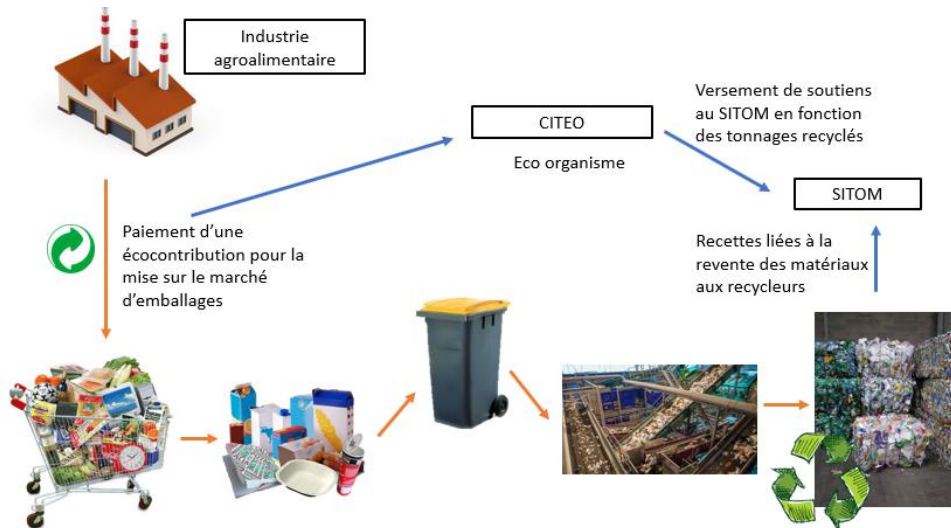 Industrie
agroalimentaire
CITEO
Eco organisme
Versement de soutiens
au SITOM en fonction
des tonnages recyclés
SITOM
Paiement d’une
écocontribution pour la
mise sur le marché
d’emballages
Recettes liées à la
revente des matériaux
aux recycleurs